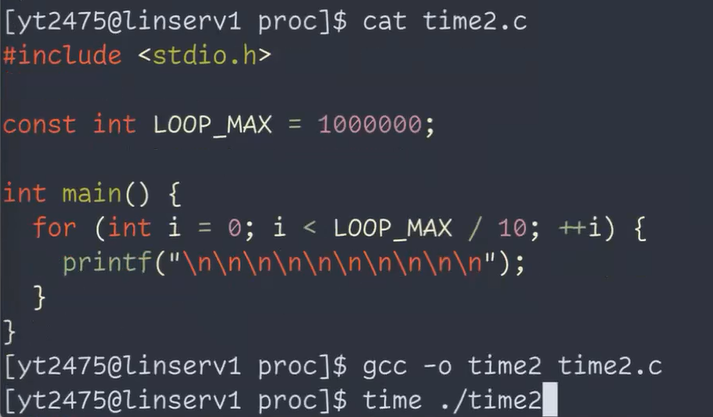 [yt2475@linserv1 proc]$ cat time2.c
#include <stdio.h>
const int LOOP_MAX = 1000000;
int main() {
for (int i = 0; i < LOOP_MAX / 10; ++i) {
printf("\n\n\n\n\n\n\n\n\n\n");
}
}
[yt2475@linserv1 proc]$ gcc -o time2 time2.c
[yt2475@linserv1 proc]$ time ./time2